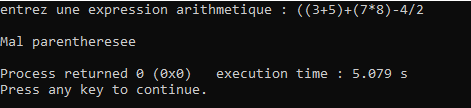 entrez une expression arithmetique : ((3+5)+(7*8)-4/2
Mal parentheresee
Process returned 0 (0x0)   execution time : 5.079 s
Press any key to continue.